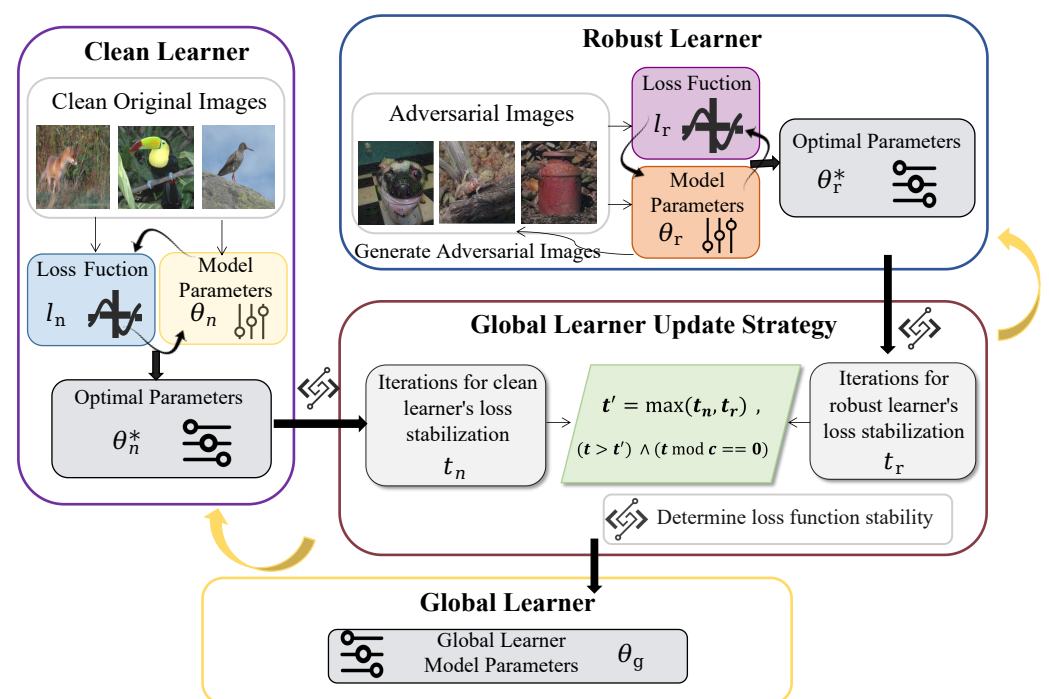 Clean Learner
Clean Original Images
Loss Fuction
l_n
Model
Parameters
θ_n
Optimal Parameters
θ_n^*
Robust Learner
Adversarial Images
Generate Adversarial Images
Loss Fuction
l_r
Model
Parameters
θ_r
Optimal Parameters
θ_r^*
Global Learner Update Strategy
Iterations for clean
learner's loss
stabilization
t_n
t′ = max(t_n, t_r) ,
(t > t′) ∧ (t mod c == 0)
Iterations for
robust learner's
loss stabilization
t_r
Determine loss function stability
Global Learner
Global Learner
Model Parameters
θ_g